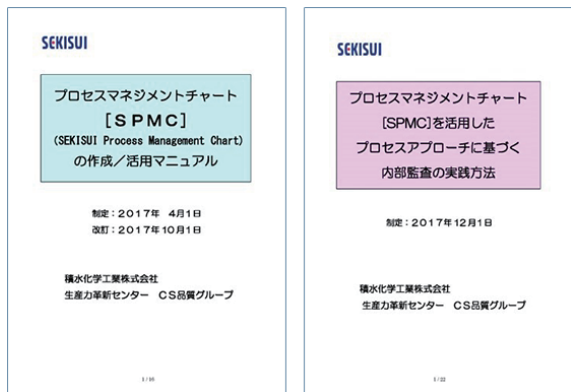 SEKISUI
プロセスマネジメントチャート
[SPMC]
(SEKISUI Process Management Chart)
の作成/活用マニュアル
制定:2017年 4月1日
改訂:2017年10月1日
積水化学工業株式会社
生産力革新センター CS品質グループ
SEKISUI
プロセスマネジメントチャート
[SPMC]を活用した
プロセスアプローチに基づく
内部監査の実践方法
制定:2017年12月1日
積水化学工業株式会社
生産力革新センター CS品質グループ
1 / 22